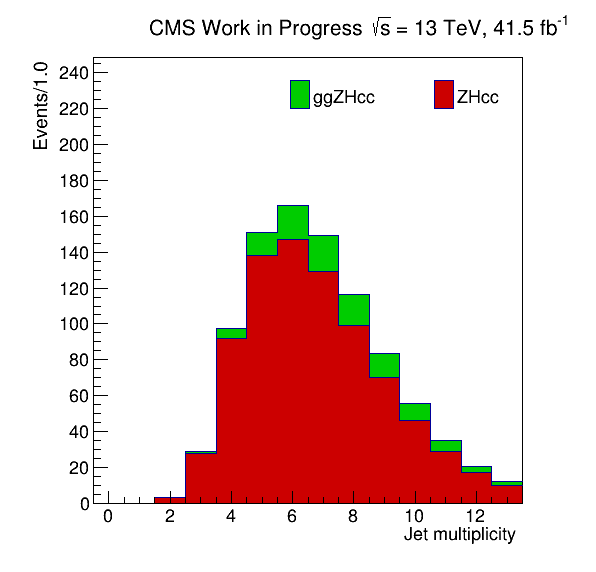 CMS Work in Progress √s = 13 TeV, 41.5 fb⁻¹
Events/1.0
240
220
200
180
160
140
120
100
80
60
40
20
0
ggZHcc ZHcc
0 2 4 6 8 10 12
Jet multiplicity